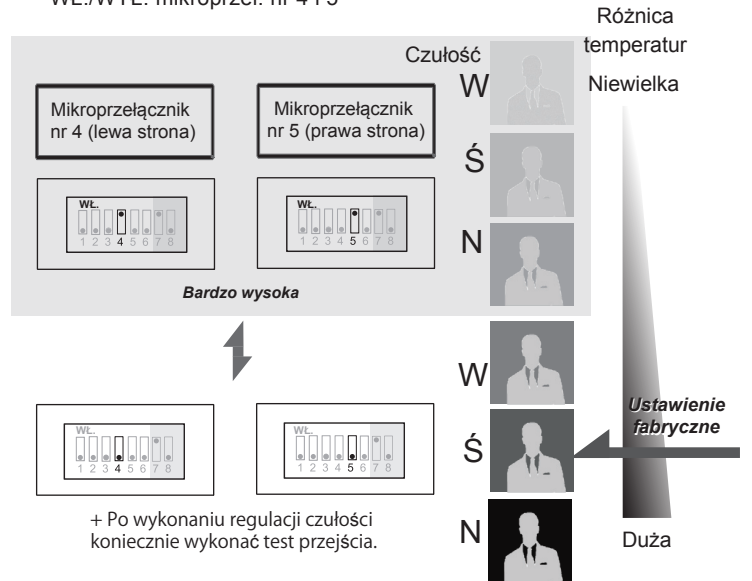 WŁ./WYŁ. mikroprzeł. nr 4 i 5
Różnica
temperatur
Czułość
Niewielka
Mikroprzełącznik
nr 4 (lewa strona)
Mikroprzełącznik
nr 5 (prawa strona)
W
Ś
N
WŁ.
1 2 3 4 5 6 7 8
WŁ.
1 2 3 4 5 6 7 8
Bardzo wysoka
W
Ś
N
Ustawienie
fabryczne
WŁ.
1 2 3 4 5 6 7 8
WŁ.
1 2 3 4 5 6 7 8
+ Po wykonaniu regulacji czułości
koniecznie wykonać test przejścia.
Duża